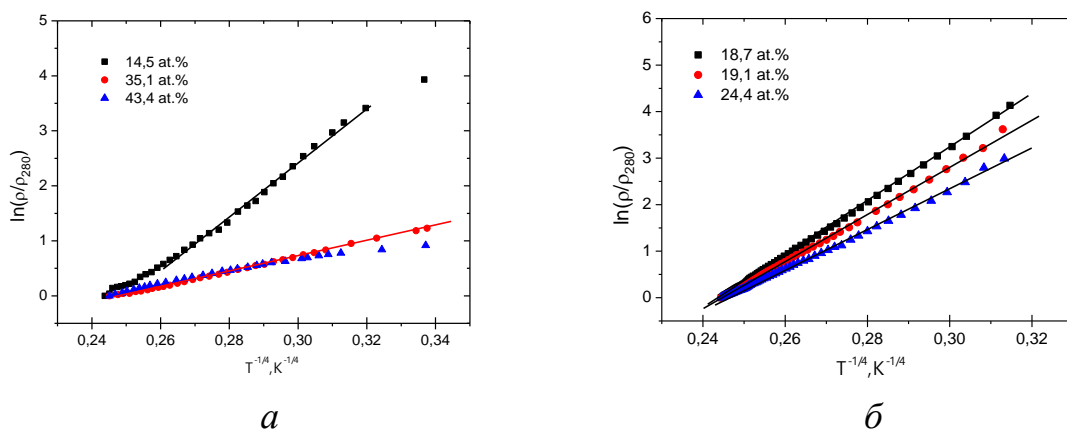 5
4
3
2
1
0
ln(ρ/ρ280)
14,5 at.%
35,1 at.%
43,4 at.%
0,24 0,26 0,28 0,30 0,32 0,34
T-1/4,K-1/4
а
6
5
4
3
2
1
0
ln(ρ/ρ280)
18,7 at.%
19,1 at.%
24,4 at.%
0,24 0,26 0,28 0,30 0,32
T-1/4,K-1/4
б